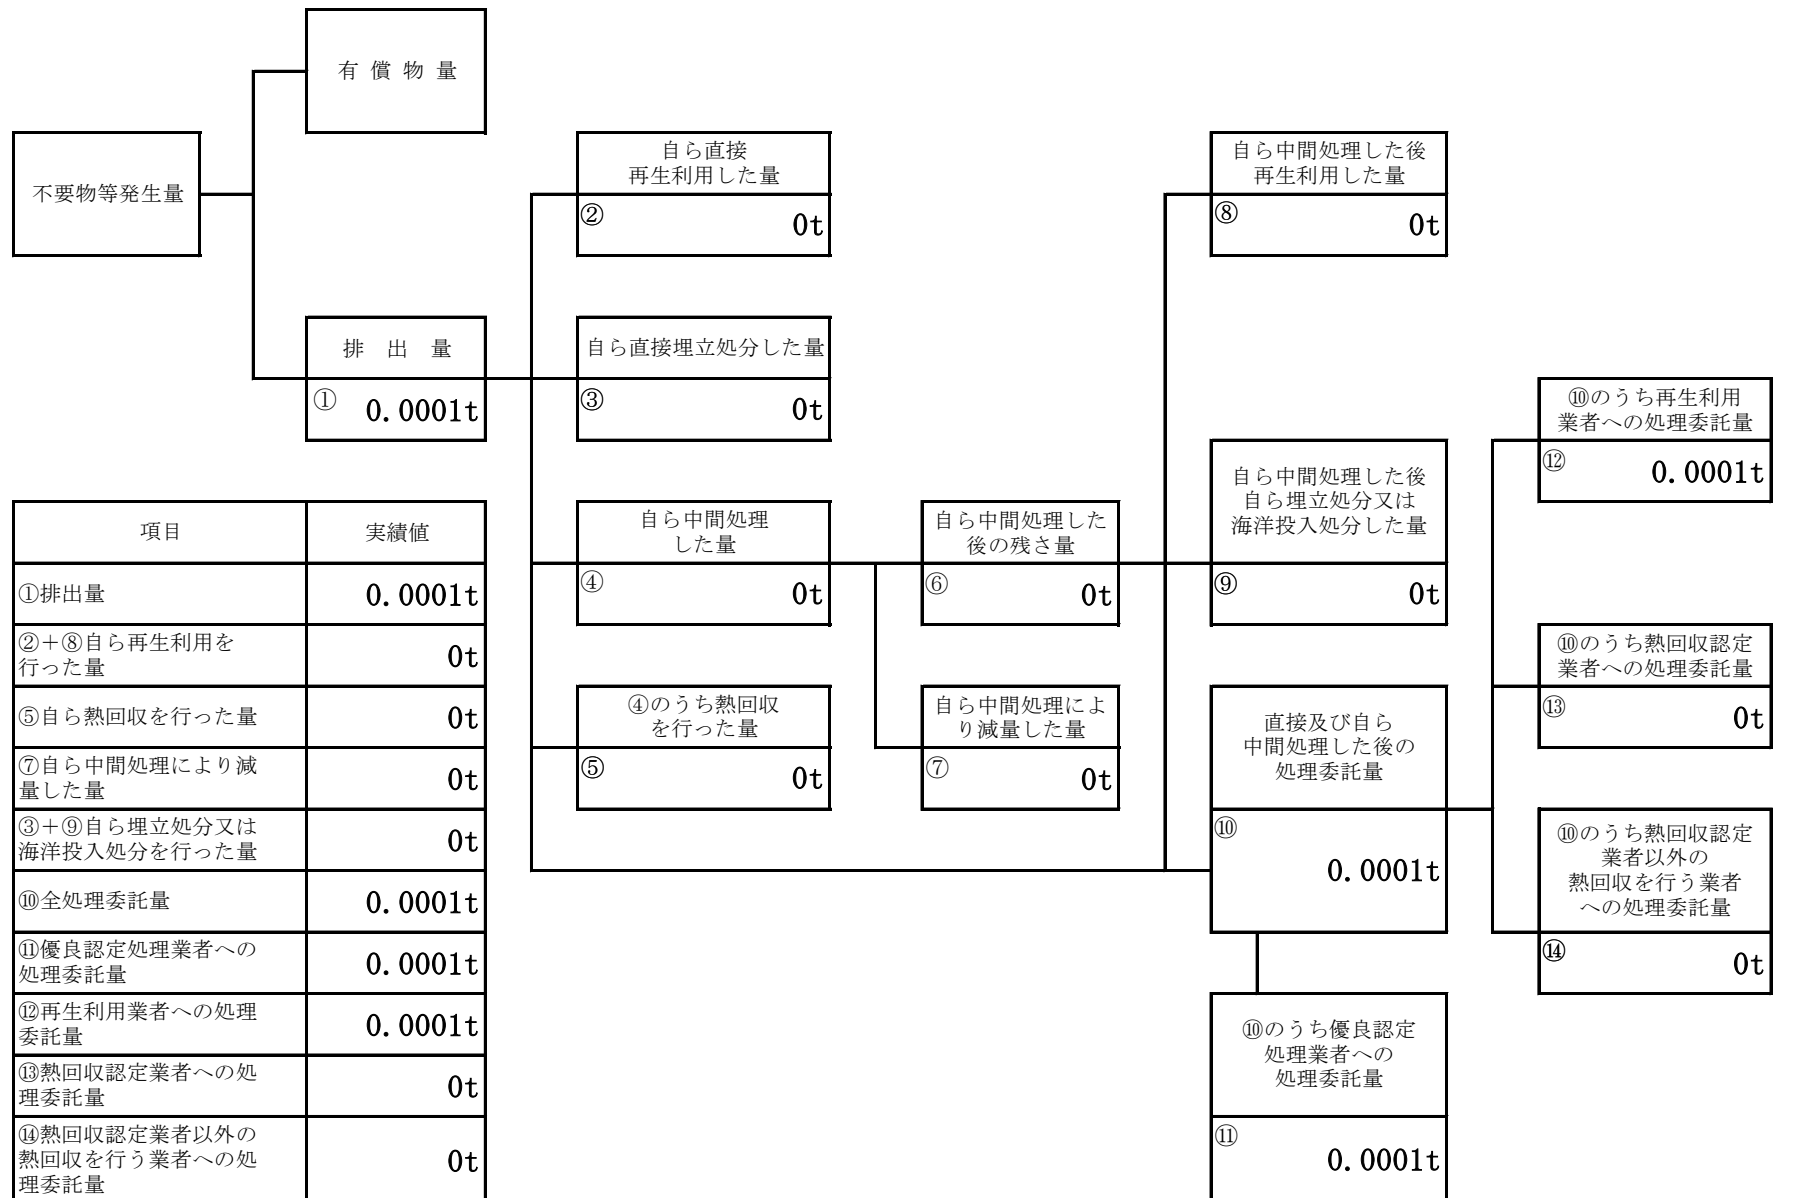 有 償 物 量
不要物等発生量
排 出 量
①
0.0001t
自ら直接
再生利用した量
②
0t
自ら直接埋立処分した量
③
0t
自ら中間処理
した量
④
0t
④のうち熱回収
を行った量
⑤
0t
自ら中間処理した
後の残さ量
⑥
0t
自ら中間処理によ
り減量した量
⑦
0t
自ら中間処理した後
再生利用した量
⑧
0t
自ら中間処理した後
自ら埋立処分又は
海洋投入処分した量
⑨
0t
直接及び自ら
中間処理した後の
処理委託量
⑩
0.0001t
⑩のうち優良認定
処理業者への
処理委託量
⑪
0.0001t
⑩のうち再生利用
業者への処理委託量
⑫
0.0001t
⑩のうち熱回収認定
業者への処理委託量
⑬
0t
⑩のうち熱回収認定
業者以外の
熱回収を行う業者
への処理委託量
⑭
0t
項目 実績値
①排出量 0.0001t
②+⑧自ら再生利用を
行った量
0t
⑤自ら熱回収を行った量 0t
⑦自ら中間処理により減
量した量
0t
③+⑨自ら埋立処分又は
海洋投入処分を行った量
0t
⑩全処理委託量 0.0001t
⑪優良認定処理業者への
処理委託量
0.0001t
⑫再生利用業者への処理
委託量
0.0001t
⑬熱回収認定業者への処
理委託量
0t
⑭熱回収認定業者以外の
熱回収を行う業者への処
理委託量
0t